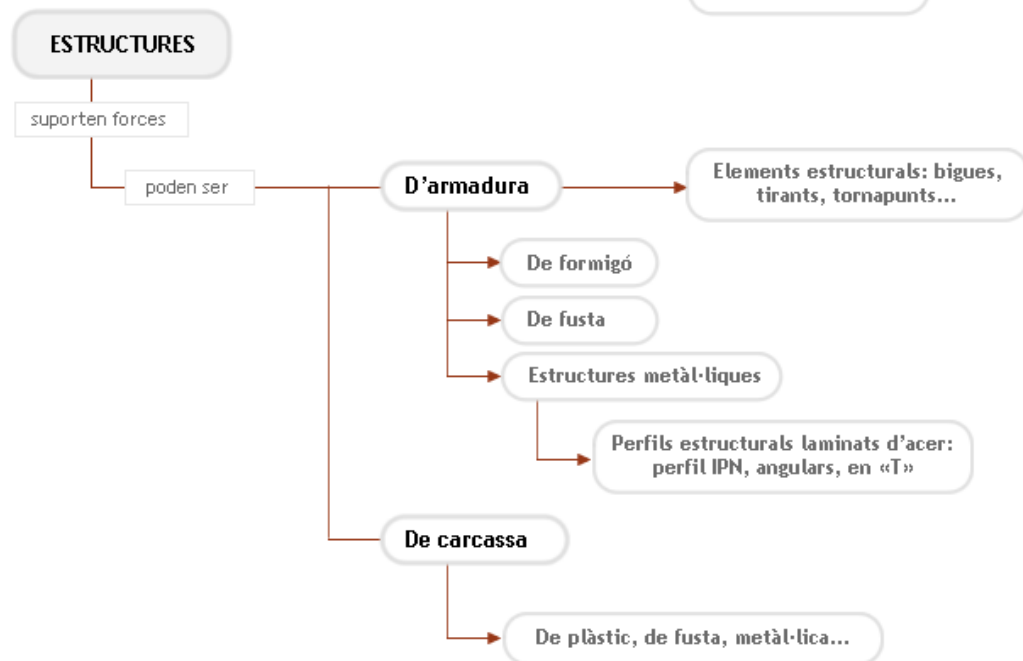 ESTRUCTURES
suporten forces
poden ser
D'armadura
Elements estructurals: bigues,
tirants, tornapunts...
De formigó
De fusta
Estructures metàl·liques
Perfils estructurals laminats d'acer:
perfil IPN, angulars, en «T»
De carcassa
De plàstic, de fusta, metàl·lica...